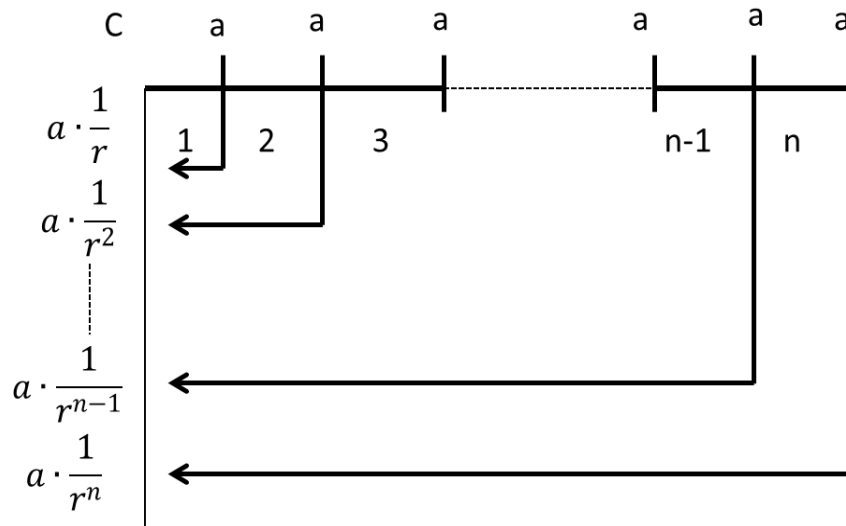 C a a a a a a
1 2 3 n-1 n
a · 1/r
a · 1/r²
a · 1/rⁿ⁻¹
a · 1/rⁿ